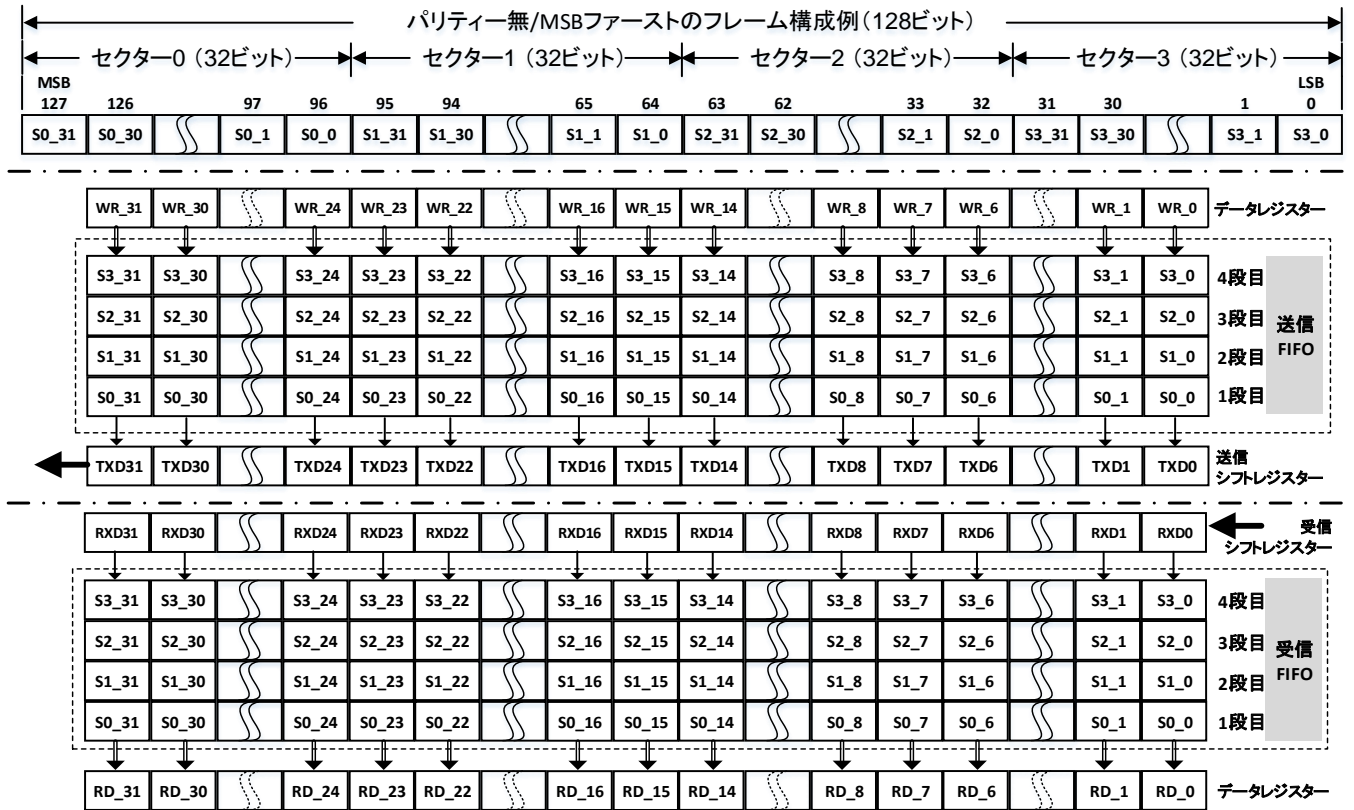 パリティー無/MSBファーストのフレーム構成例(128ビット)
セクター0 (32ビット) セクター1 (32ビット) セクター2 (32ビット) セクター3 (32ビット)
MSB LSB
127 126 97 96 95 94 65 64 63 62 33 32 31 30 1 0
S0_31 S0_30 S0_1 S0_0 S1_31 S1_30 S1_1 S1_0 S2_31 S2_30 S2_1 S2_0 S3_31 S3_30 S3_1 S3_0
WR_31 WR_30 WR_24 WR_23 WR_22 WR_16 WR_15 WR_14 WR_8 WR_7 WR_6 WR_1 WR_0 データレジスター
S3_31 S3_30 S3_24 S3_23 S3_22 S3_16 S3_15 S3_14 S3_8 S3_7 S3_6 S3_1 S3_0 4段目
S2_31 S2_30 S2_24 S2_23 S2_22 S2_16 S2_15 S2_14 S2_8 S2_7 S2_6 S2_1 S2_0 3段目
送信
FIFO
S1_31 S1_30 S1_24 S1_23 S1_22 S1_16 S1_15 S1_14 S1_8 S1_7 S1_6 S1_1 S1_0 2段目
S0_31 S0_30 S0_24 S0_23 S0_22 S0_16 S0_15 S0_14 S0_8 S0_7 S0_6 S0_1 S0_0 1段目
TXD31 TXD30 TXD24 TXD23 TXD22 TXD16 TXD15 TXD14 TXD8 TXD7 TXD6 TXD1 TXD0 送信
シフトレジスター
RXD31 RXD30 RXD24 RXD23 RXD22 RXD16 RXD15 RXD14 RXD8 RXD7 RXD6 RXD1 RXD0 受信
シフトレジスター
S3_31 S3_30 S3_24 S3_23 S3_22 S3_16 S3_15 S3_14 S3_8 S3_7 S3_6 S3_1 S3_0 4段目
S2_31 S2_30 S2_24 S2_23 S2_22 S2_16 S2_15 S2_14 S2_8 S2_7 S2_6 S2_1 S2_0 3段目
受信
FIFO
S1_31 S1_30 S1_24 S1_23 S1_22 S1_16 S1_15 S1_14 S1_8 S1_7 S1_6 S1_1 S1_0 2段目
S0_31 S0_30 S0_24 S0_23 S0_22 S0_16 S0_15 S0_14 S0_8 S0_7 S0_6 S0_1 S0_0 1段目
RD_31 RD_30 RD_24 RD_23 RD_22 RD_16 RD_15 RD_14 RD_8 RD_7 RD_6 RD_1 RD_0 データレジスター